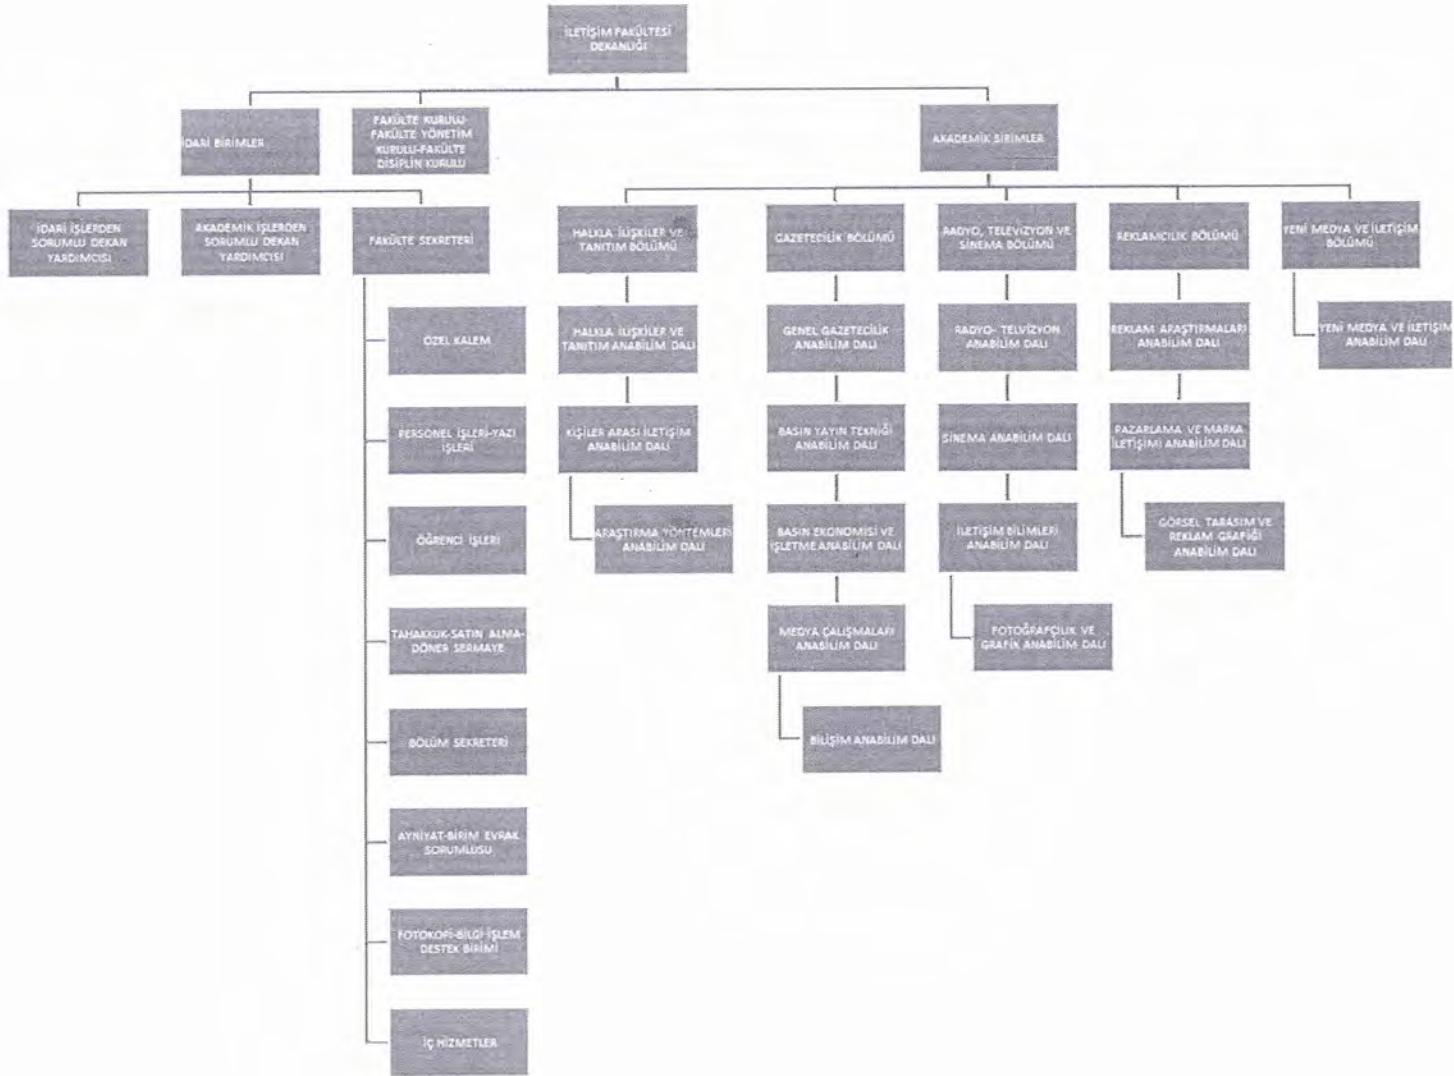 İLETİŞİM FAKÜLTESİ
DEKANLIĞI
İDARİ BİRİMLER
FAKÜLTE KURULU-
FAKÜLTE YÖNETİM
KURULU-FAKÜLTE
DİSİPLİN KURULU
AKADEMİK BİRİMLER
İDARİ İŞLERDEN
SORUMLU DEKAN
YARDIMCISI
AKADEMİK İŞLERDEN
SORUMLU DEKAN
YARDIMCISI
FAKÜLTE SEKRETERİ
ÖZEL KALEM
PERSONEL İŞLERİ-YAZI
İŞLERİ
ÖĞRENCİ İŞLERİ
TAHAKKUK-SATIN ALMA-
DÖNER SERMAYE
BÖLÜM SEKRETERİ
AYNİYAT-BİRİM EVRAK
SORUMLUSU
FOTOKOPİ-BİLGİ-İŞLEM
DESTEK BİRİMİ
İÇ HİZMETLER
HALKLA İLİŞKİLER VE
TANITIM BÖLÜMÜ
HALKLA İLİŞKİLER VE
TANITIM ANABİLİM DALI
KİŞİLER ARASI İLETİŞİM
ANABİLİM DALI
ARAŞTIRMA YÖNTEMLERİ
ANABİLİM DALI
GAZETECİLİK BÖLÜMÜ
GENEL GAZETECİLİK
ANABİLİM DALI
BASIN YAYIN TEKNİĞİ
ANABİLİM DALI
BASIN EKONOMİSİ VE
İŞLETME ANABİLİM DALI
MEDYA ÇALIŞMALARI
ANABİLİM DALI
BİLİŞİM ANABİLİM DALI
RADYO, TELEVİZYON VE
SİNEMA BÖLÜMÜ
RADYO- TELVİZYON
ANABİLİM DALI
SİNEMA ANABİLİM DALI
İLETİŞİM BİLİMLERİ
ANABİLİM DALI
FOTOĞRAFÇILIK VE
GRAFİK ANABİLİM DALI
REKLAMCILIK BÖLÜMÜ
REKLAM ARAŞTIRMALARI
ANABİLİM DALI
PAZARLAMA VE MARKA
İLETİŞİMİ ANABİLİM DALI
GÖRSEL TARASIM VE
REKLAM GRAFİĞİ
ANABİLİM DALI
YENİ MEDYA VE İLETİŞİM
BÖLÜMÜ
YENİ MEDYA VE İLETİŞİM
ANABİLİM DALI